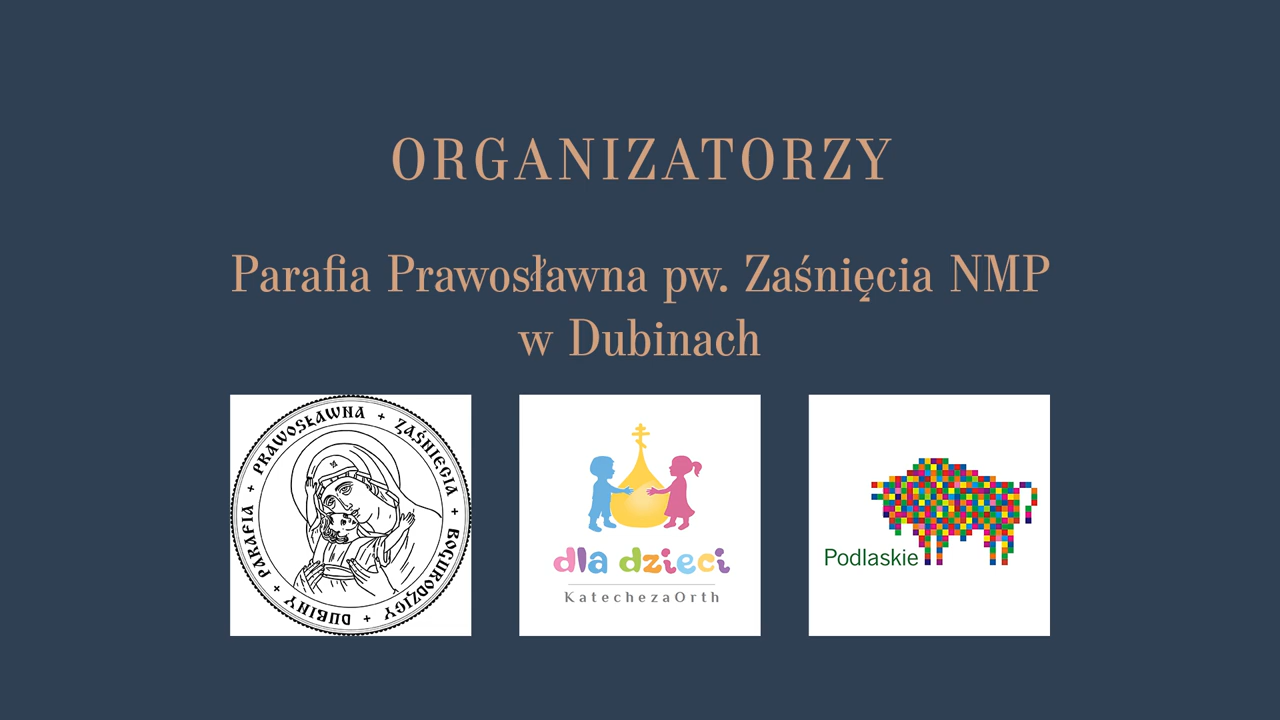 ORGANIZATORZY
Parafia Prawosławna pw. Zaśnięcia NMP
w Dubinach
PARAFIA + PRAWOSŁAWNA + ZAŚNIĘCIA + BOGURODZICY + DUBINY +
dla dzieci
KatechezaOrth
Podlaskie